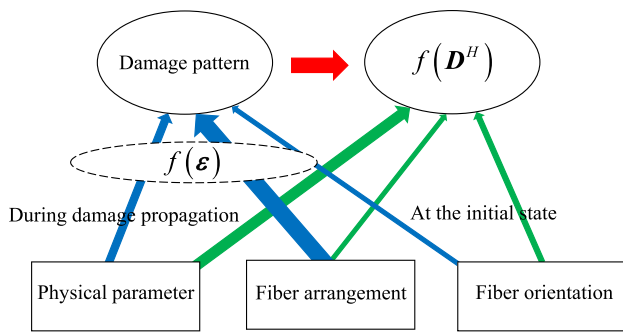 Damage pattern
f(D^H)
f(ε)
During damage propagation
At the initial state
Physical parameter
Fiber arrangement
Fiber orientation